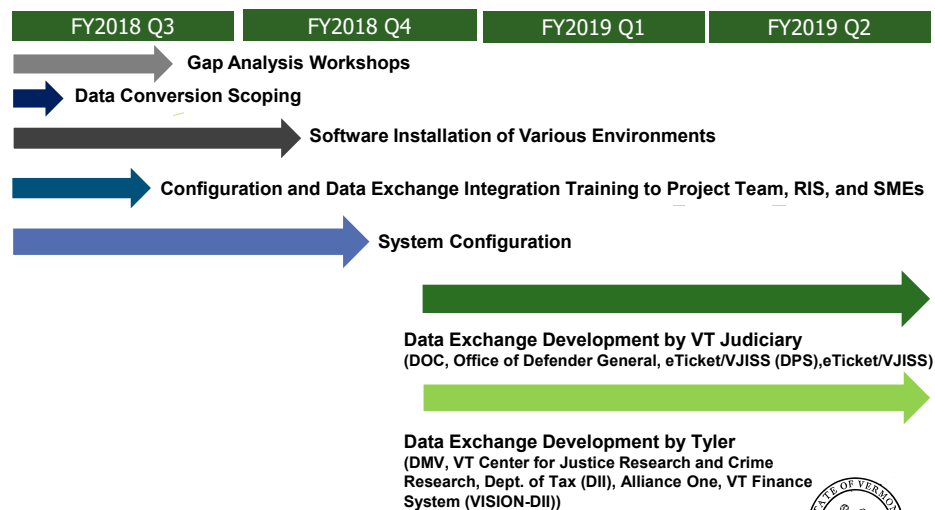 FY2018 Q3 FY2018 Q4 FY2019 Q1 FY2019 Q2
Gap Analysis Workshops
Data Conversion Scoping
Software Installation of Various Environments
Configuration and Data Exchange Integration Training to Project Team, RIS, and SMEs
System Configuration
Data Exchange Development by VT Judiciary
(DOC, Office of Defender General, eTicket/VJISS (DPS),eTicket/VJISS)
Data Exchange Development by Tyler
(DMV, VT Center for Justice Research and Crime
Research, Dept. of Tax (DII), Alliance One, VT Finance
System (VISION-DII))